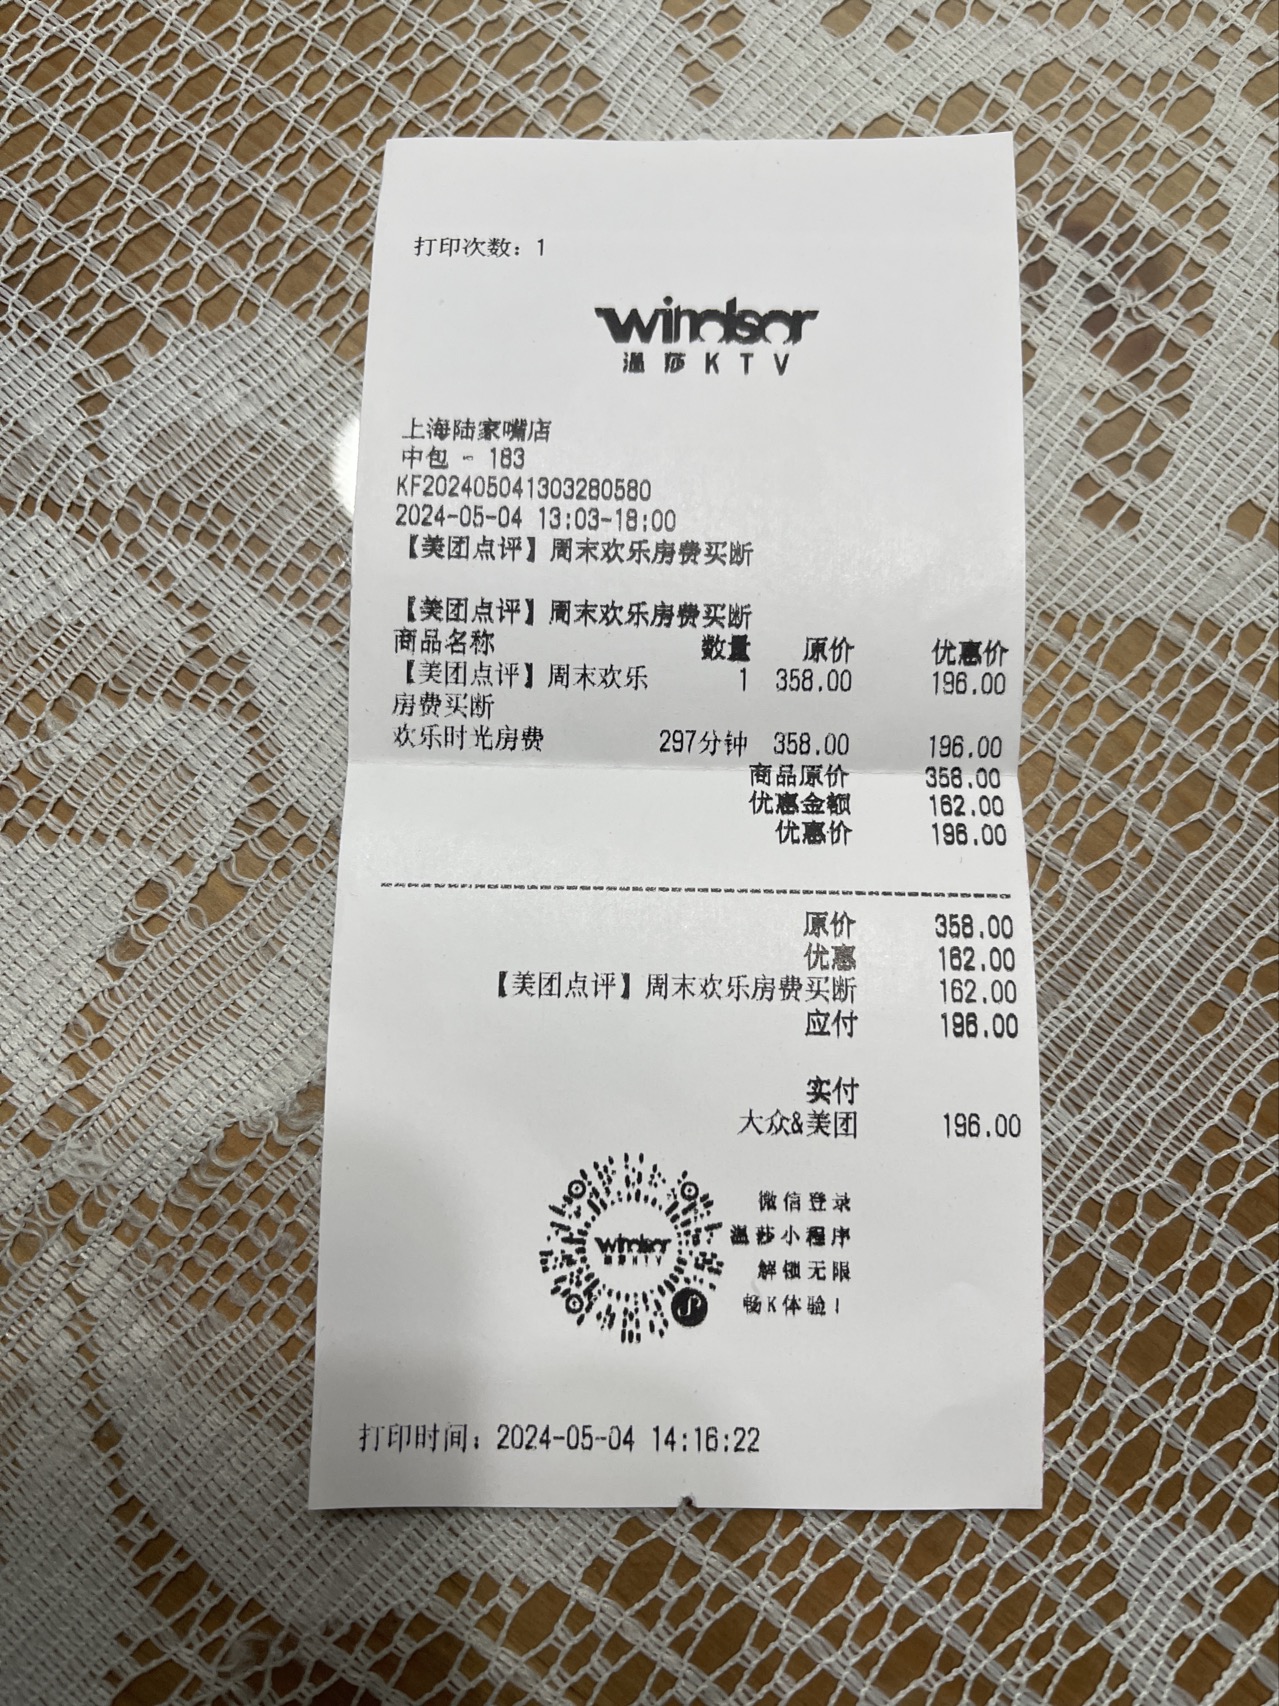 打印次数：1
windsor
温莎KTV
上海陆家嘴店
中包 - 183
KF202405041303280580
2024-05-04 13:03-18:00
【美团点评】周末欢乐房费买断
【美团点评】周末欢乐房费买断
商品名称 数量 原价 优惠价
【美团点评】周末欢乐 1 358.00 196.00
房费买断
欢乐时光房费 297分钟 358.00 196.00
商品原价 358.00
优惠金额 162.00
优惠价 196.00
原价 358.00
优惠 162.00
【美团点评】周末欢乐房费买断 162.00
应付 196.00
实付
大众&美团 196.00
windsor
温莎KTV
微信登录
温莎小程序
解锁无限
畅K体验！
打印时间：2024-05-04 14:16:22